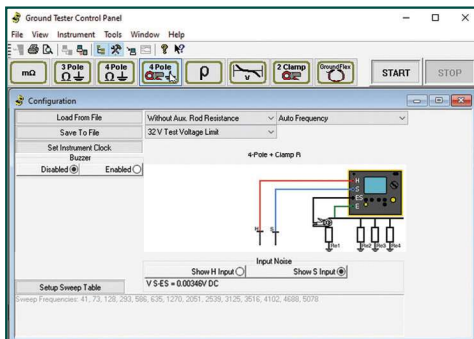 Ground Tester Control Panel
File View Instrument Tools Window Help
mΩ
3 Pole
Ω
4 Pole
Ω
4 Pole
Ω
ρ
V
2 Clamp
Ω
GroundFlex
START
STOP
Configuration
Load From File
Without Aux. Rod Resistance
Auto Frequency
Save To File
32 V Test Voltage Limit
Set Instrument Clock
Buzzer
Disabled
Enabled
4-Pole + Clamp R
H
S
ES
E
H
S
Rs1
Rs2
Rs3
Rs4
Input Noise
Show H Input
Show S Input
V S-ES = 0.00346V DC
Setup Sweep Table
Sweep Frequencies: 41, 73, 128, 293, 586, 635, 1270, 2051, 2539, 3125, 3516, 4102, 4688, 5078